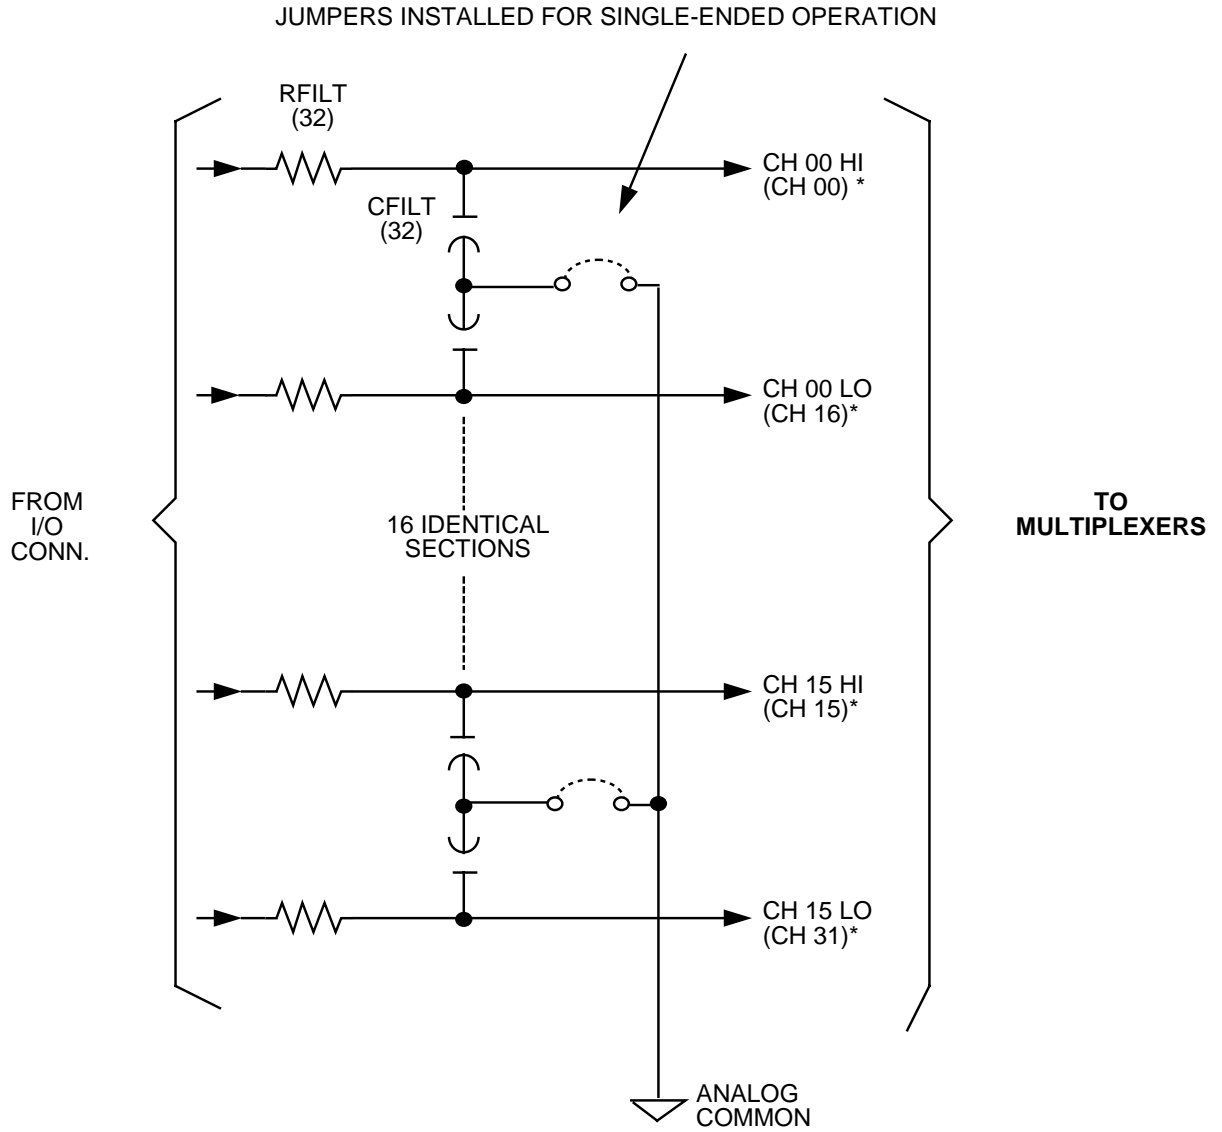 JUMPERS INSTALLED FOR SINGLE-ENDED OPERATION
RFILT
(32)
CH 00 HI
(CH 00) *
CFILT
(32)
CH 00 LO
(CH 16)*
FROM
I/O
CONN.
16 IDENTICAL
SECTIONS
TO
MULTIPLEXERS
CH 15 HI
(CH 15)*
CH 15 LO
(CH 31)*
ANALOG
COMMON